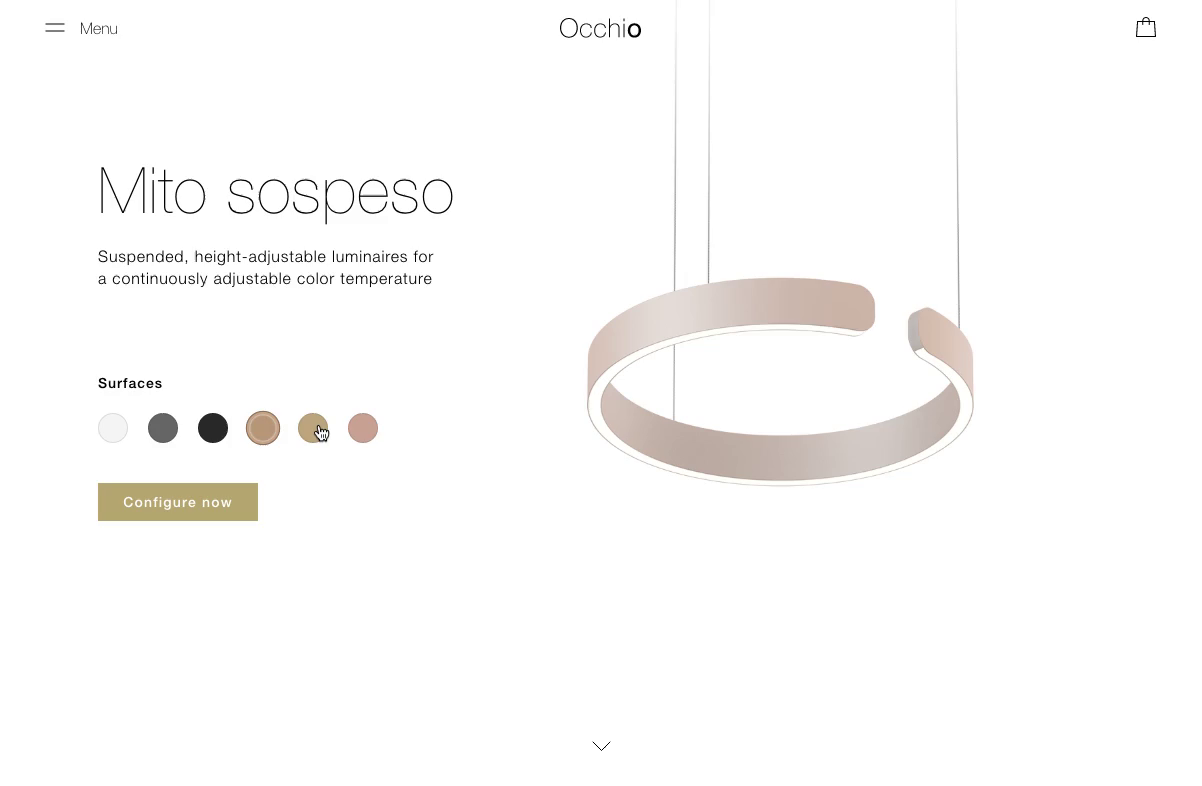 Menu
Occhio
Mito sospeso
Suspended, height-adjustable luminaires for
a continuously adjustable color temperature
Surfaces
Configure now